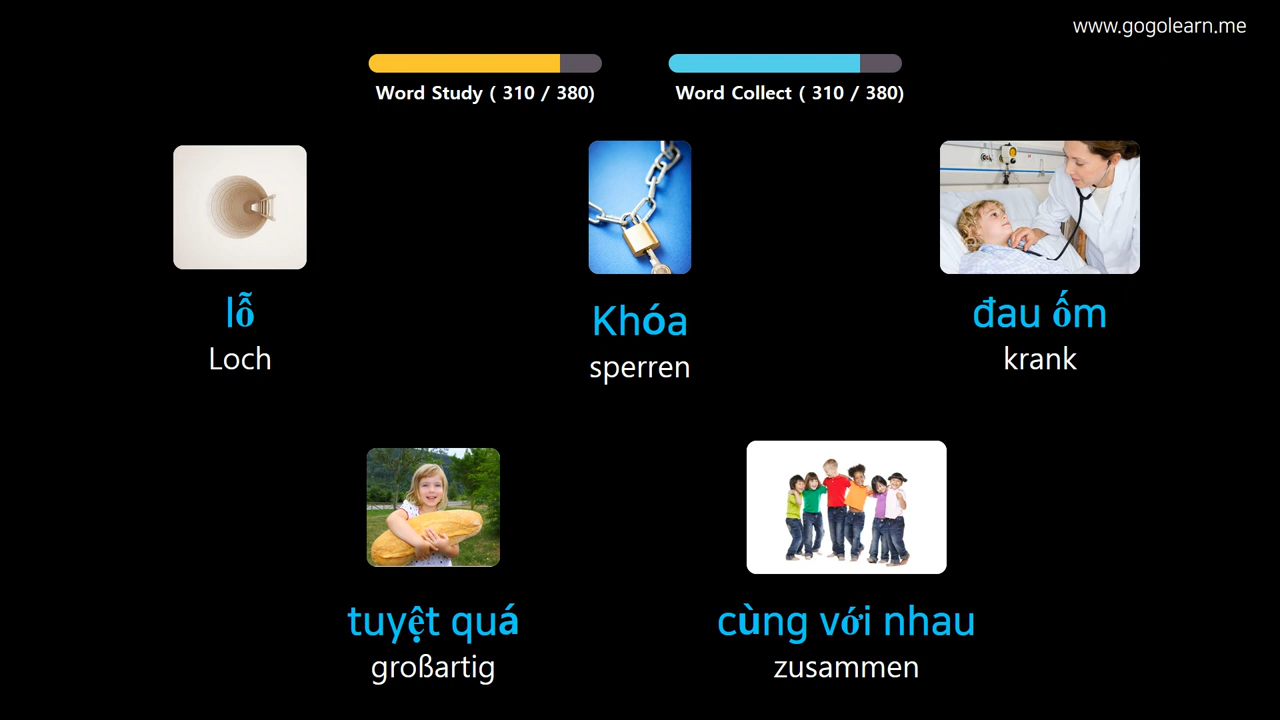 www.gogolearn.me
Word Study ( 310 / 380)
Word Collect ( 310 / 380)
lỗ
Loch
Khóa
sperren
đau ốm
krank
tuyệt quá
großartig
cùng với nhau
zusammen